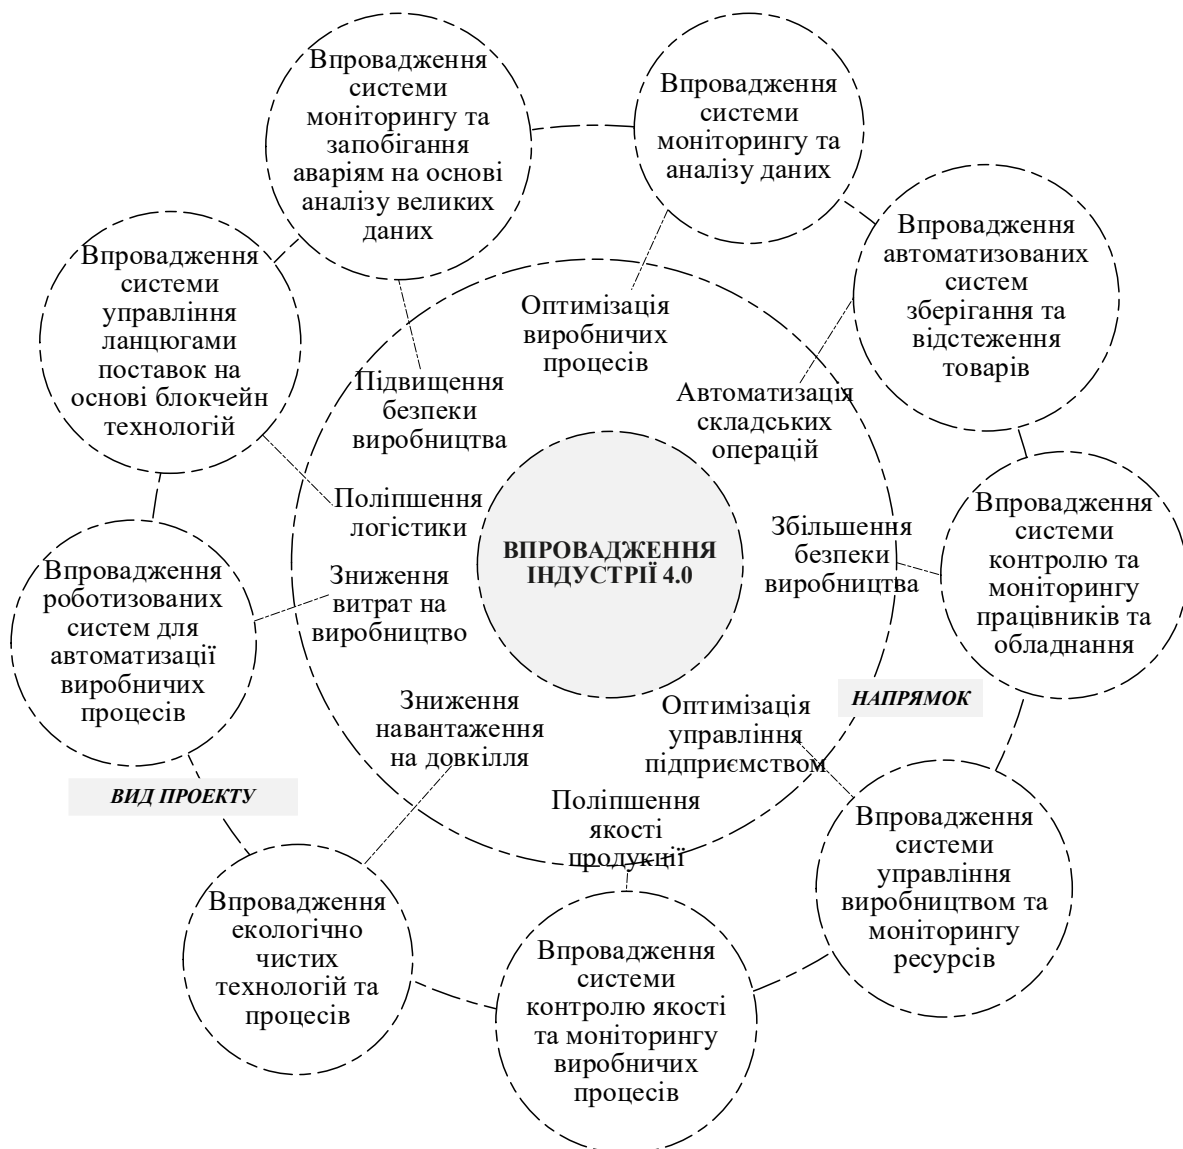 Впровадження
системи
моніторингу та
запобігання
аваріям на основі
аналізу великих
даних
Впровадження
системи
моніторингу та
аналізу даних
Впровадження
автоматизованих
систем
зберігання та
відстеження
товарів
Впровадження
системи
управління
ланцюгами
поставок на
основі блокчейн
технологій
Оптимізація
виробничих
процесів
Підвищення
безпеки
виробництва
Автоматизація
складських
операцій
Поліпшення
логістики
ВПРОВАДЖЕННЯ
ІНДУСТРІЇ 4.0
Збільшення
безпеки
виробництва
Впровадження
системи
контролю та
моніторингу
працівників та
обладнання
Впровадження
роботизованих
систем для
автоматизації
виробничих
процесів
Зниження
витрат на
виробництво
Зниження
навантаження
на довкілля
Оптимізація
управління
підприємством
НАПРЯМОК
ВИД ПРОЕКТУ
Поліпшення
якості
продукції
Впровадження
системи
управління
виробництвом та
моніторингу
ресурсів
Впровадження
екологічно
чистих
технологій та
процесів
Впровадження
системи
контролю якості
та моніторингу
виробничих
процесів